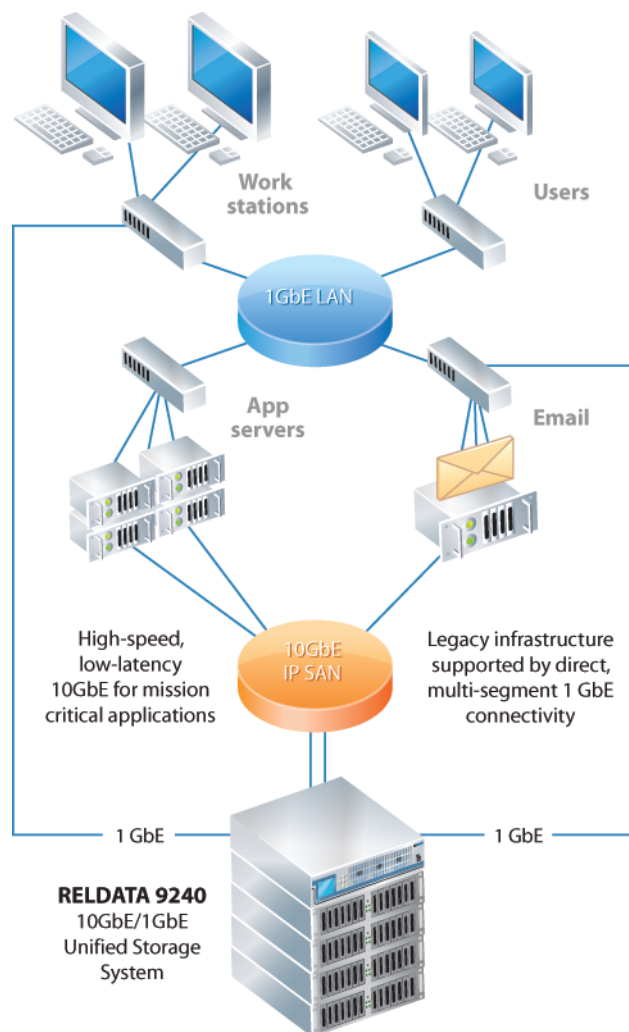 Work
stations
Users
1GbE LAN
App
servers
Email
High-speed,
low-latency
10GbE for mission
critical applications
10GbE
IP SAN
Legacy infrastructure
supported by direct,
multi-segment 1 GbE
connectivity
1 GbE
1 GbE
RELDATA 9240
10GbE/1GbE
Unified Storage
System